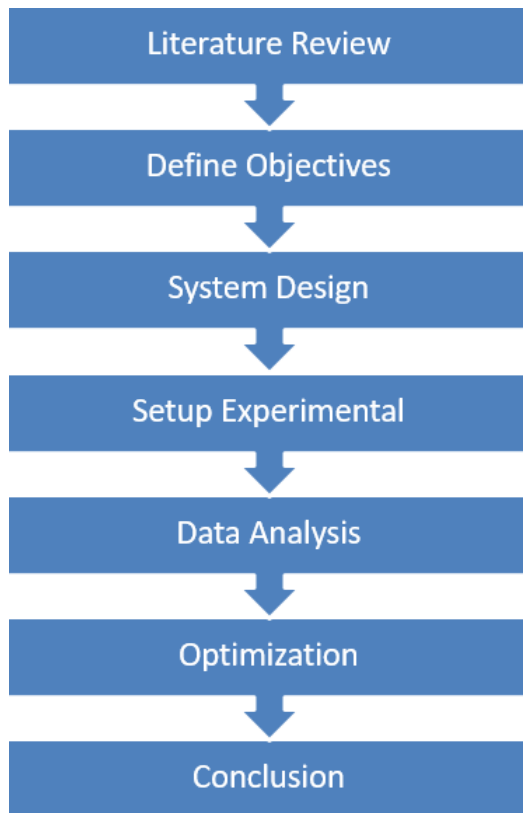 Literature Review
Define Objectives
System Design
Setup Experimental
Data Analysis
Optimization
Conclusion